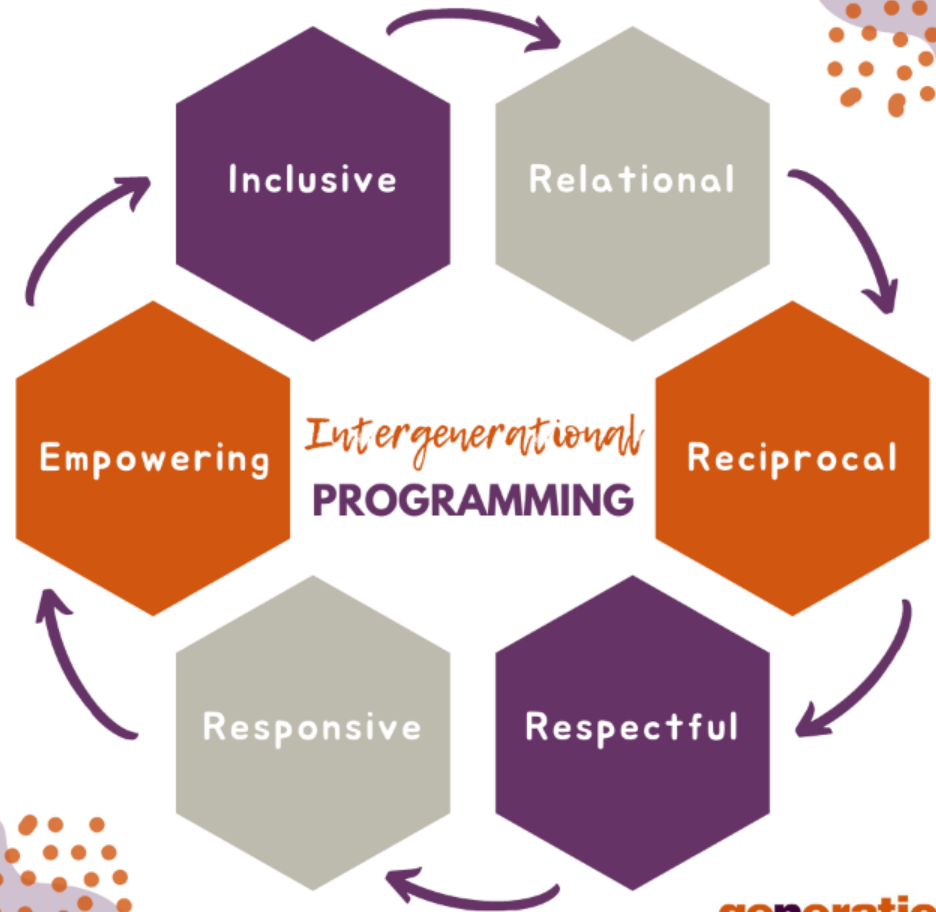 Inclusive
Relational
Empowering
Intergenerational
PROGRAMMING
Reciprocal
Responsive
Respectful